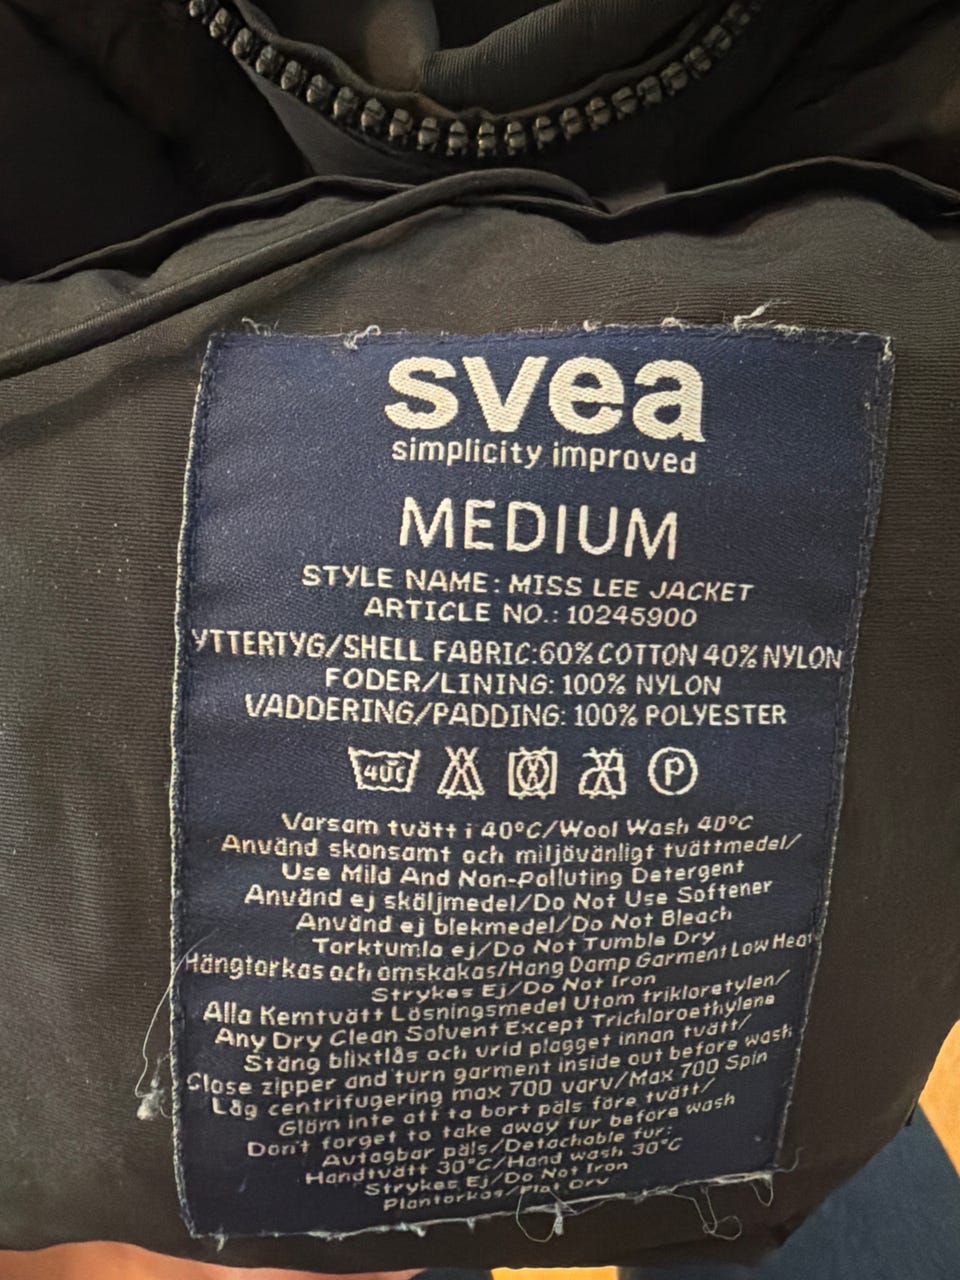 svea
simplicity improved
MEDIUM
STYLE NAME: MISS LEE JACKET
ARTICLE NO.: 10245900
YTTERTYG/SHELL FABRIC:60% COTTON 40% NYLON
FODER/LINING: 100% NYLON
VADDERING/PADDING: 100% POLYESTER
40C P
Varsam tvätt i 40°C/Wool Wash 40°C
Använd skonsamt och miljövänligt tvättmedel/
Use Mild And Non-Polluting Detergent
Använd ej sköljmedel/Do Not Use Softener
Använd ej blekmedel/Do Not Bleach
Torktumla ej/Do Not Tumble Dry
Hängtorkas och omskakas/Hang Damp Garment Low Heat
Strykes Ej/Do Not Iron
Alla Kemtvätt Lösningsmedel Utom trikloretylen/
Any Dry Clean Solvent Except Trichloroethylene
Stäng blixtlås och vrid plagget innan tvätt/
Close zipper and turn garment inside out before wash
Låg centrifugering max 700 varv/Max 700 Spin
Glöm inte att ta bort päls före tvätt/
Don't forget to take away fur before wash
Avtagbar päls/Detachable fur:
Handtvätt 30°C/Hand wash 30°C
Strykes Ej/Do Not Iron
Plantorkas/Flat Dry